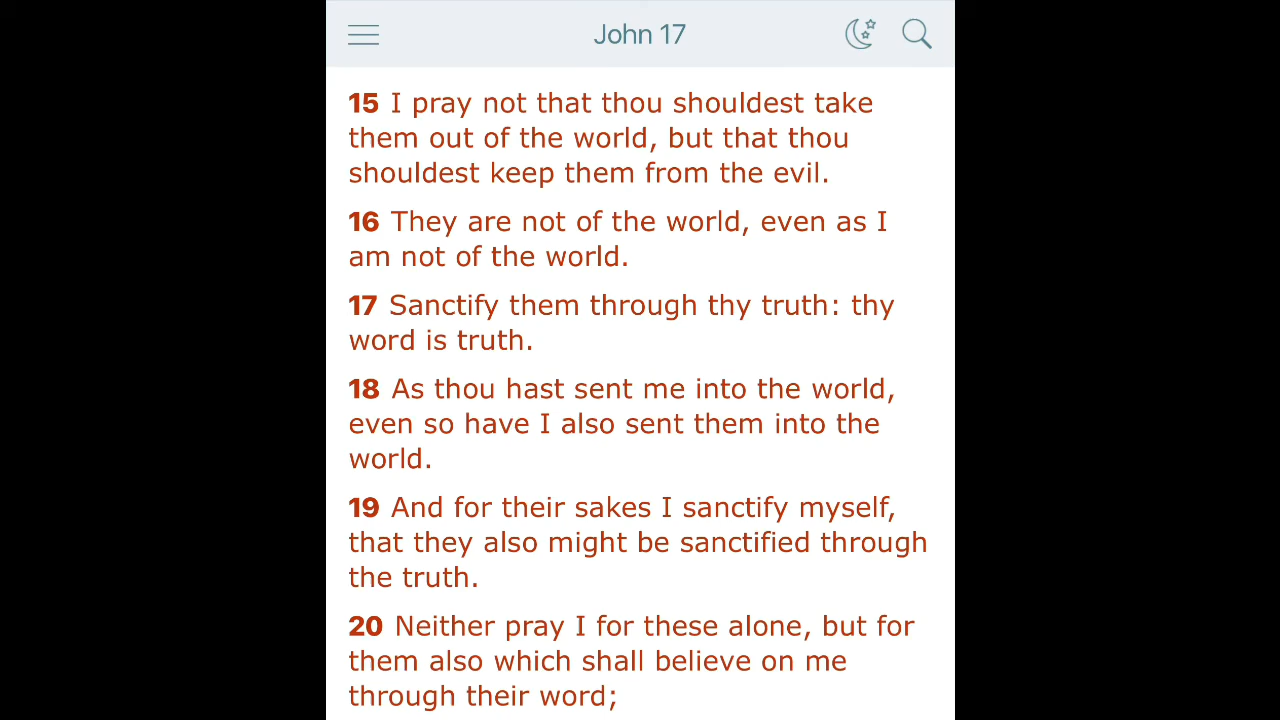 John 17
15 I pray not that thou shouldest take
them out of the world, but that thou
shouldest keep them from the evil.
16 They are not of the world, even as I
am not of the world.
17 Sanctify them through thy truth: thy
word is truth.
18 As thou hast sent me into the world,
even so have I also sent them into the
world.
19 And for their sakes I sanctify myself,
that they also might be sanctified through
the truth.
20 Neither pray I for these alone, but for
them also which shall believe on me
through their word;